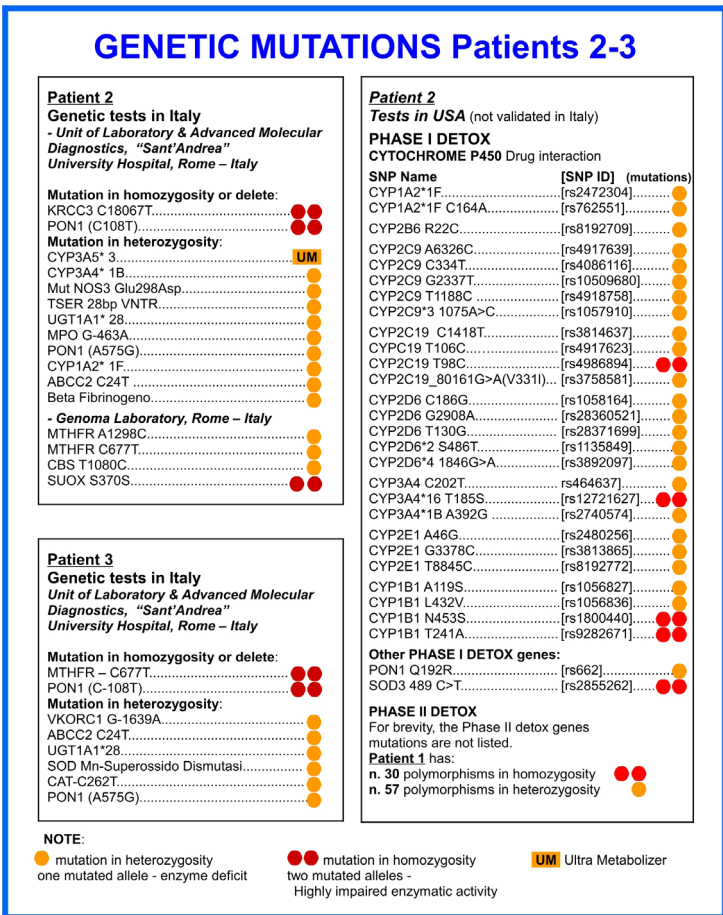 GENETIC MUTATIONS Patients 2-3
Patient 2
Genetic tests in Italy
- Unit of Laboratory & Advanced Molecular
Diagnostics, “Sant’Andrea”
University Hospital, Rome – Italy
Mutation in homozygosity or delete:
KRCC3 C18067T
PON1 (C108T)
Mutation in heterozygosity:
CYP3A5* 3 UM
CYP3A4* 1B
Mut NOS3 Glu298Asp
TSER 28bp VNTR
UGT1A1* 28
MPO G-463A
PON1 (A575G)
CYP1A2* 1F
ABCC2 C24T
Beta Fibrinogeno
- Genoma Laboratory, Rome – Italy
MTHFR A1298C
MTHFR C677T
CBS T1080C
SUOX S370S
Patient 3
Genetic tests in Italy
Unit of Laboratory & Advanced Molecular
Diagnostics, “Sant’Andrea”
University Hospital, Rome – Italy
Mutation in homozygosity or delete:
MTHFR – C677T
PON1 (C-108T)
Mutation in heterozygosity:
VKORC1 G-1639A
ABCC2 C24T
UGT1A1*28
SOD Mn-Superossido Dismutasi
CAT-C262T
PON1 (A575G)
Patient 2
Tests in USA (not validated in Italy)
PHASE I DETOX
CYTOCHROME P450 Drug interaction
SNP Name [SNP ID] (mutations)
CYP1A2*1F [rs2472304]
CYP1A2*1F C164A [rs762551]
CYP2B6 R22C [rs8192709]
CYP2C9 A6326C [rs4917639]
CYP2C9 C334T [rs4086116]
CYP2C9 G2337T [rs10509680]
CYP2C9 T1188C [rs4918758]
CYP2C9*3 1075A>C [rs1057910]
CYP2C19 C1418T [rs3814637]
CYPC19 T106C [rs4917623]
CYP2C19 T98C [rs4986894]
CYP2C19_80161G>A(V331I) [rs3758581]
CYP2D6 C186G [rs1058164]
CYP2D6 G2908A [rs28360521]
CYP2D6 T130G [rs28371699]
CYP2D6*2 S486T [rs1135849]
CYP2D6*4 1846G>A [rs3892097]
CYP3A4 C202T rs464637]
CYP3A4*16 T185S [rs12721627]
CYP3A4*1B A392G [rs2740574]
CYP2E1 A46G [rs2480256]
CYP2E1 G3378C [rs3813865]
CYP2E1 T8845C [rs8192772]
CYP1B1 A119S [rs1056827]
CYP1B1 L432V [rs1056836]
CYP1B1 N453S [rs1800440]
CYP1B1 T241A [rs9282671]
Other PHASE I DETOX genes:
PON1 Q192R [rs662]
SOD3 489 C>T [rs2855262]
PHASE II DETOX
For brevity, the Phase II detox genes
mutations are not listed.
Patient 1 has:
n. 30 polymorphisms in homozygosity
n. 57 polymorphisms in heterozygosity
NOTE:
mutation in heterozygosity
one mutated allele - enzyme deficit
mutation in homozygosity
two mutated alleles -
Highly impaired enzymatic activity
UM Ultra Metabolizer